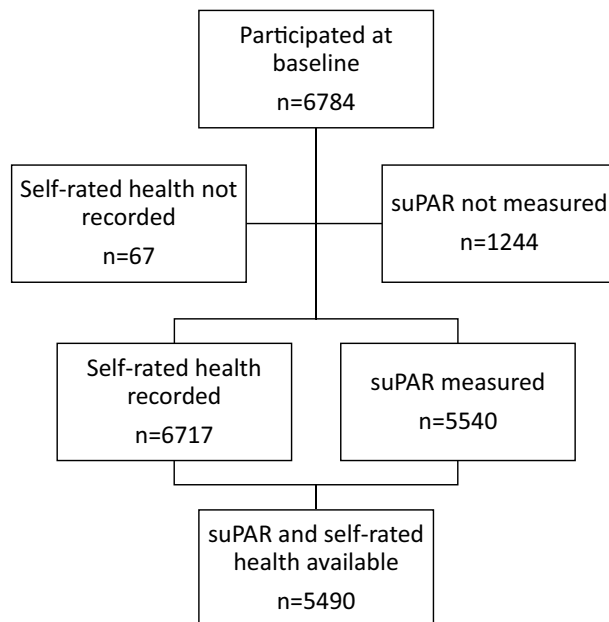 Participated at
baseline
n=6784
Self-rated health not
recorded
n=67
suPAR not measured
n=1244
Self-rated health
recorded
n=6717
suPAR measured
n=5540
suPAR and self-rated
health available
n=5490